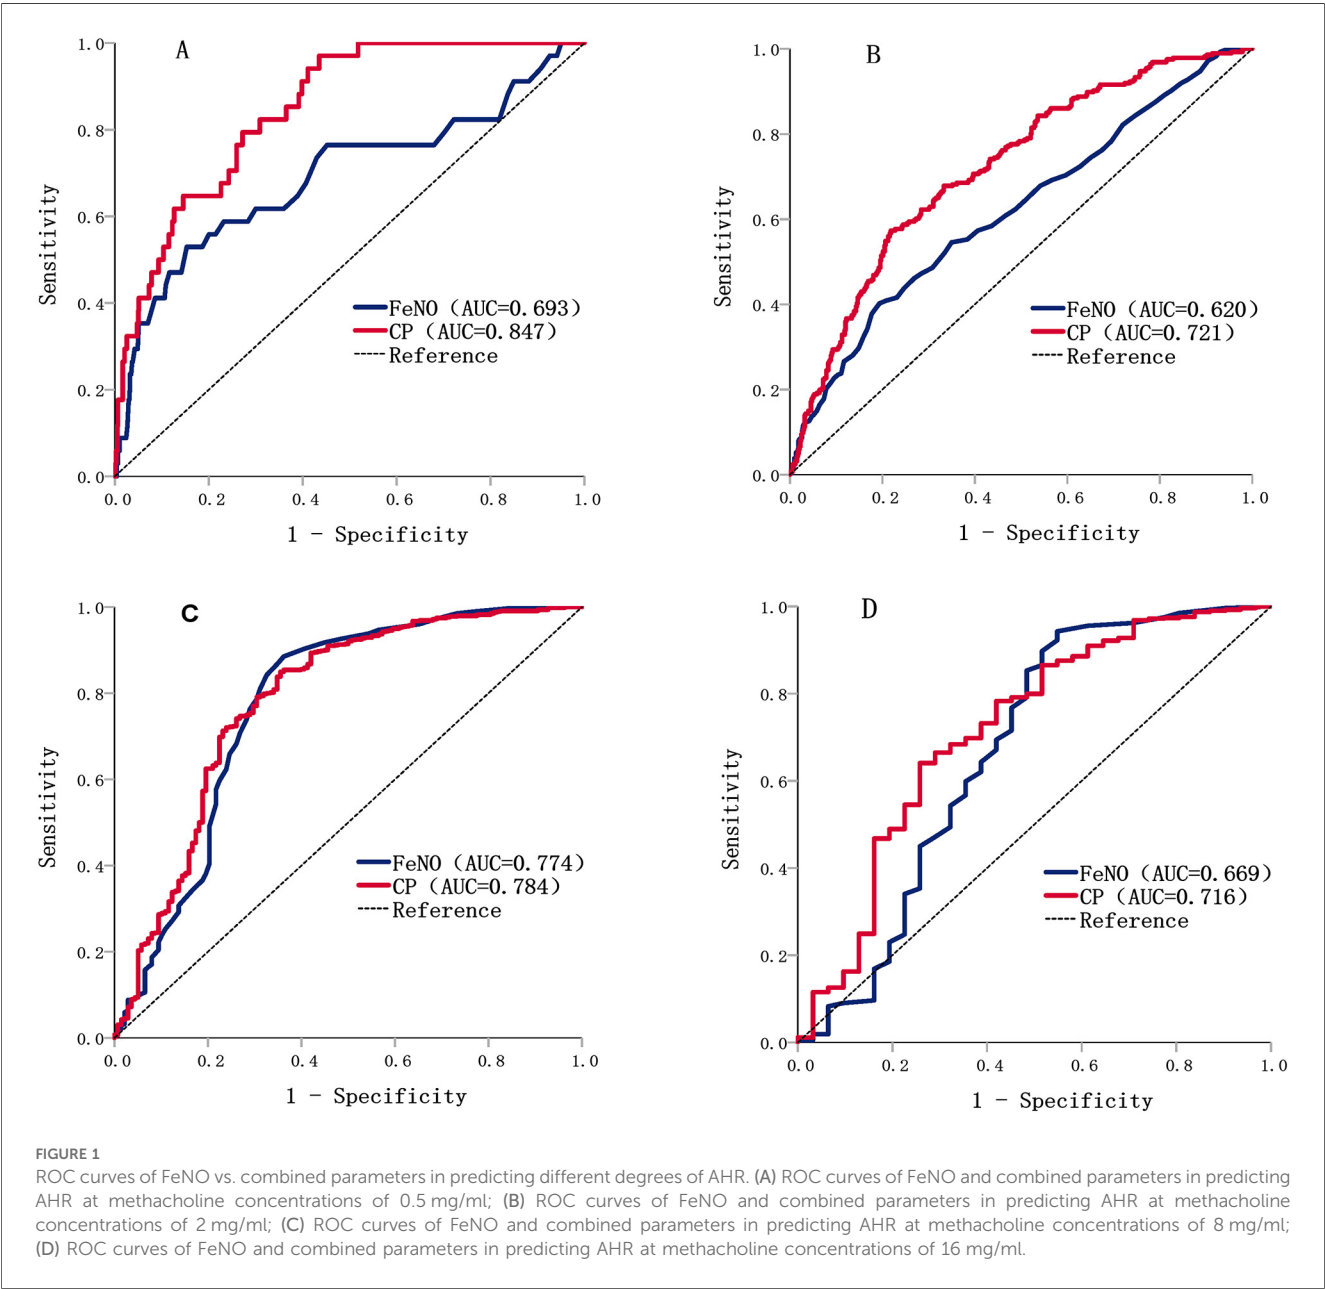 A
1.0
0.8
0.6
0.4
0.2
0.0
Sensitivity
FeNO (AUC=0.693)
CP (AUC=0.847)
Reference
0.0 0.2 0.4 0.6 0.8 1.0
1 - Specificity
B
1.0
0.8
0.6
0.4
0.2
0.0
Sensitivity
FeNO (AUC=0.620)
CP (AUC=0.721)
Reference
0.0 0.2 0.4 0.6 0.8 1.0
1 - Specificity
C
1.0
0.8
0.6
0.4
0.2
0.0
Sensitivity
FeNO (AUC=0.774)
CP (AUC=0.784)
Reference
0.0 0.2 0.4 0.6 0.8 1.0
1 - Specificity
D
1.0
0.8
0.6
0.4
0.2
0.0
Sensitivity
FeNO (AUC=0.669)
CP (AUC=0.716)
Reference
0.0 0.2 0.4 0.6 0.8 1.0
1 - Specificity
FIGURE 1
ROC curves of FeNO vs. combined parameters in predicting different degrees of AHR. (A) ROC curves of FeNO and combined parameters in predicting
AHR at methacholine concentrations of 0.5 mg/ml; (B) ROC curves of FeNO and combined parameters in predicting AHR at methacholine
concentrations of 2 mg/ml; (C) ROC curves of FeNO and combined parameters in predicting AHR at methacholine concentrations of 8 mg/ml;
(D) ROC curves of FeNO and combined parameters in predicting AHR at methacholine concentrations of 16 mg/ml.